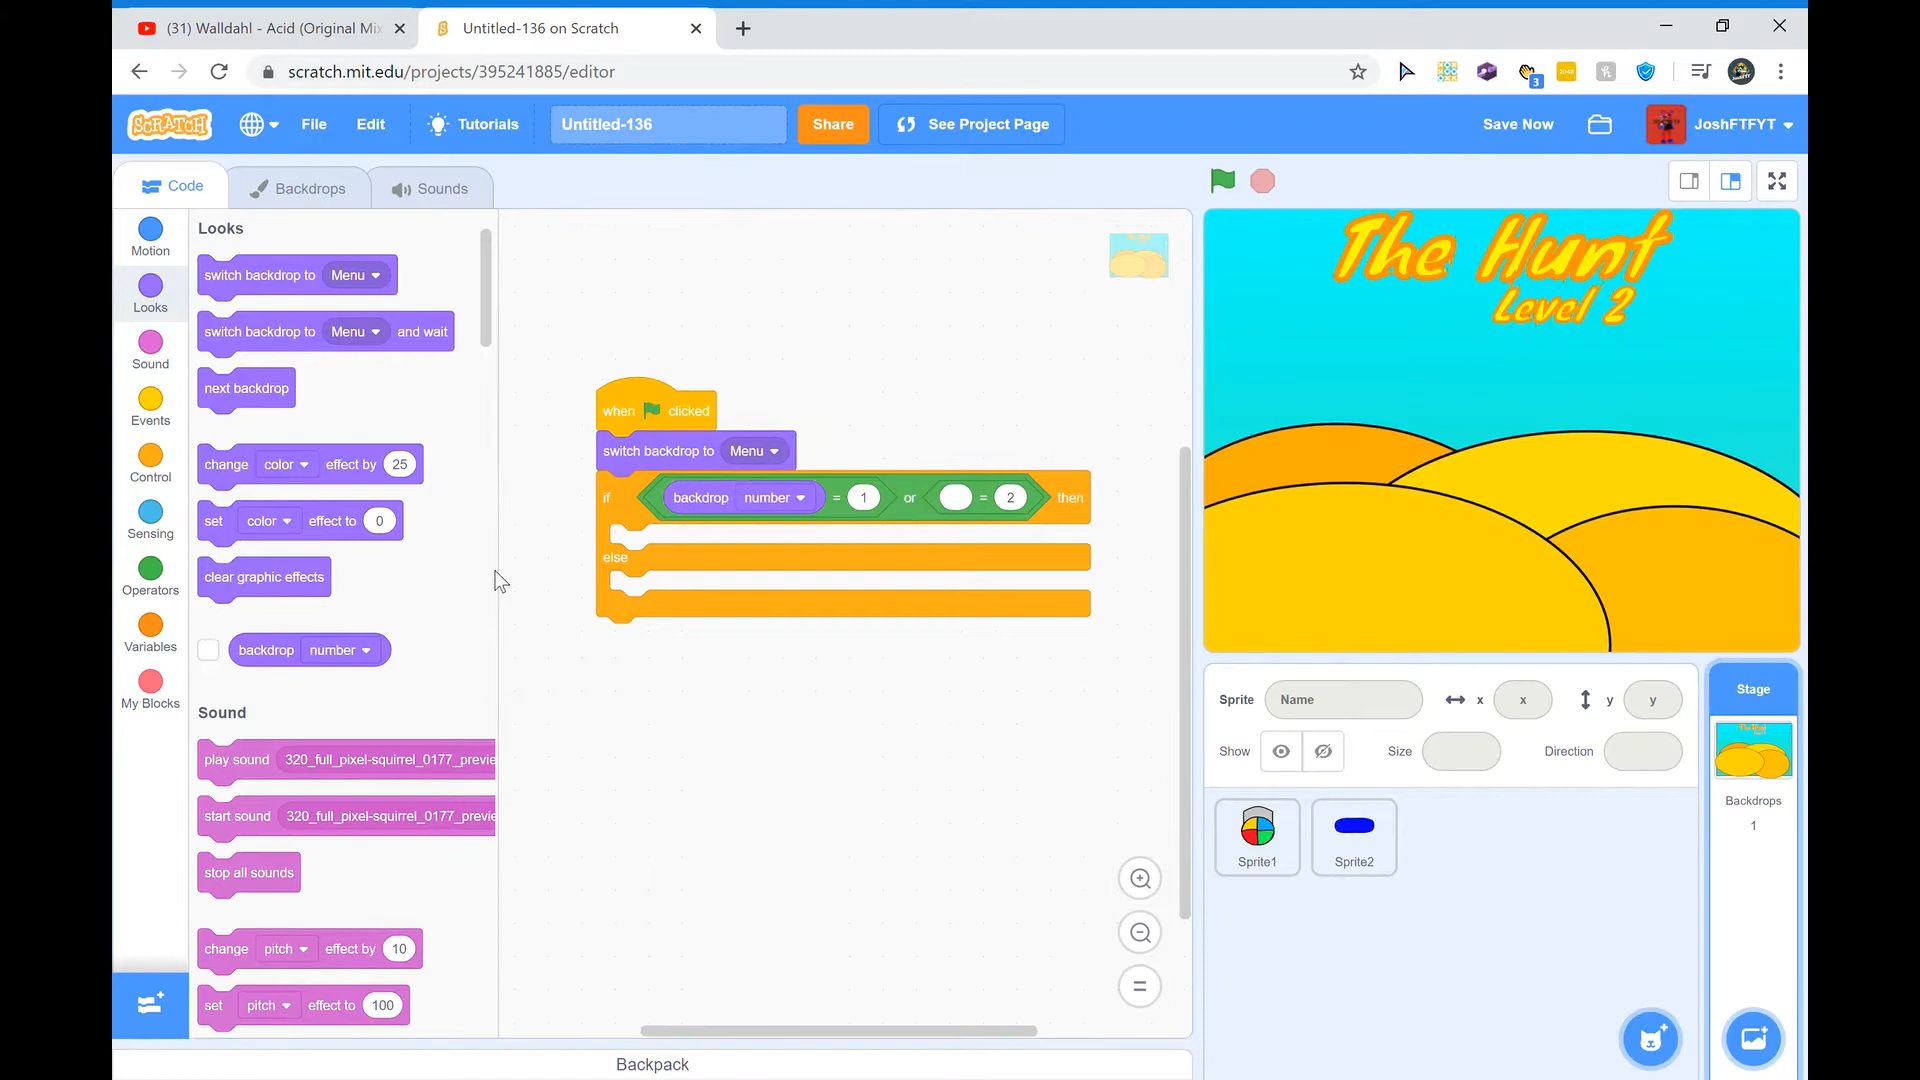 (31) Walldahl - Acid (Original Mix
Untitled-136 on Scratch
scratch.mit.edu/projects/395241885/editor
3
2048
SCRATCH
File
Edit
Tutorials
Untitled-136
Share
See Project Page
Save Now
JoshFTFYT
Code
Backdrops
Sounds
Motion
Looks
Sound
Events
Control
Sensing
Operators
Variables
My Blocks
Looks
switch backdrop to Menu
switch backdrop to Menu and wait
next backdrop
change color effect by 25
set color effect to 0
clear graphic effects
backdrop number
Sound
play sound 320_full_pixel-squirrel_0177_previe
start sound 320_full_pixel-squirrel_0177_previe
stop all sounds
change pitch effect by 10
set pitch effect to 100
when clicked
switch backdrop to Menu
if backdrop number = 1 or = 2 then
else
Backpack
The Hunt
Level 2
Sprite Name x x y y
Show Size Direction
Sprite1
Sprite2
Stage
Backdrops
1